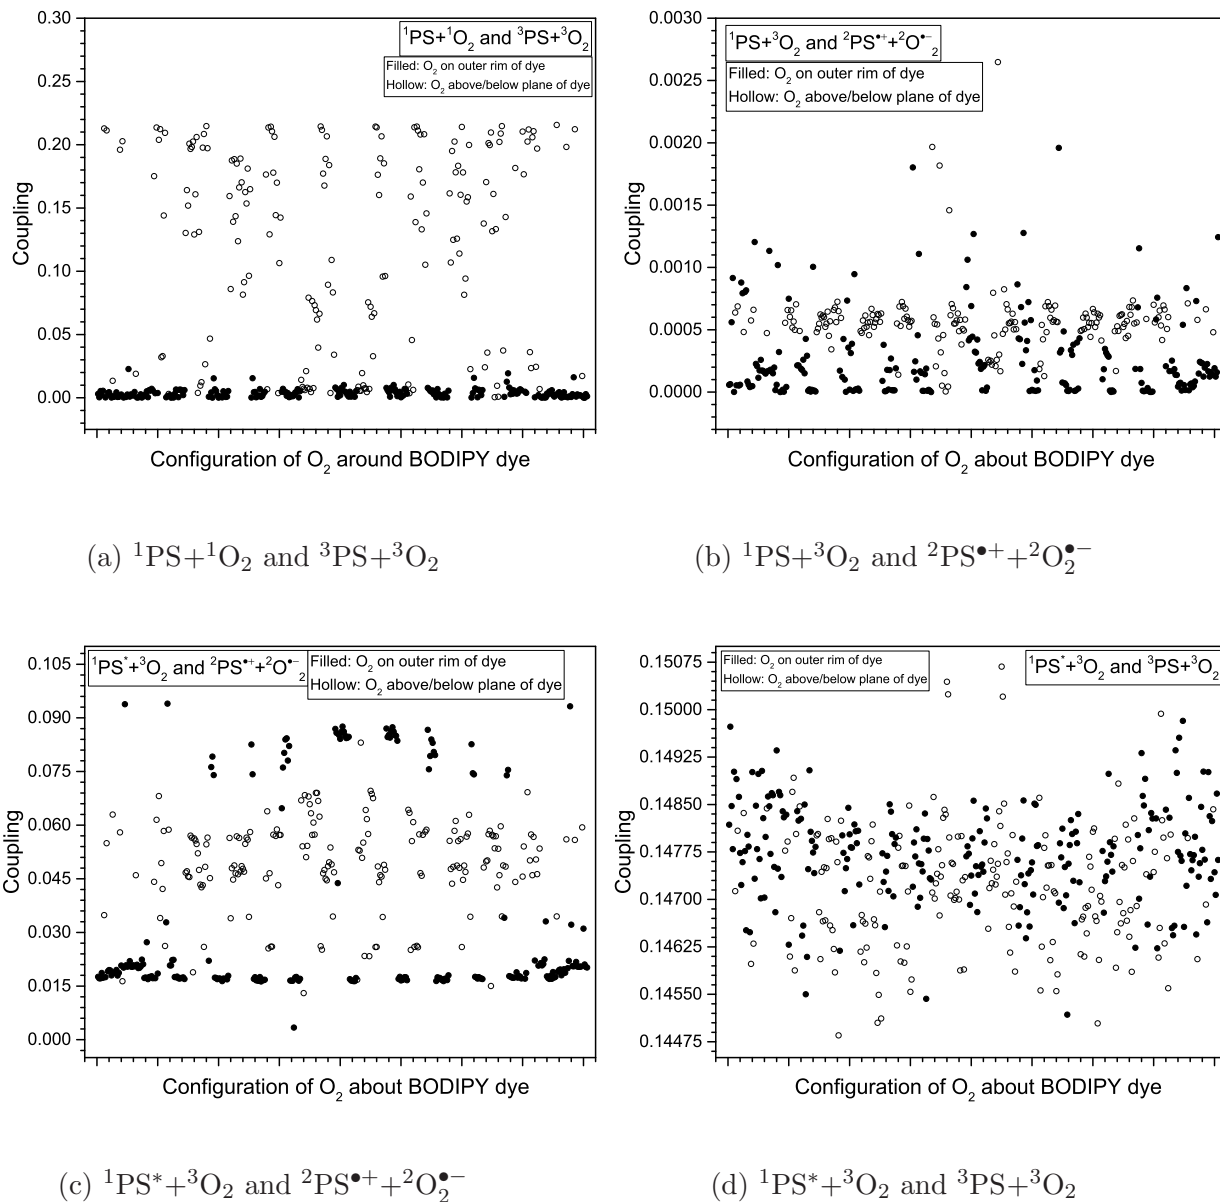 0.30
0.25
0.20
0.15
0.10
0.05
0.00
Coupling
¹PS+¹O₂ and ³PS+³O₂
Filled: O₂ on outer rim of dye
Hollow: O₂ above/below plane of dye
Configuration of O₂ around BODIPY dye
(a) ¹PS+¹O₂ and ³PS+³O₂
0.0030
0.0025
0.0020
0.0015
0.0010
0.0005
0.0000
Coupling
¹PS+³O₂ and ²PS•⁺+²O•⁻₂
Filled: O₂ on outer rim of dye
Hollow: O₂ above/below plane of dye
Configuration of O₂ about BODIPY dye
(b) ¹PS+³O₂ and ²PS•⁺+²O₂•⁻
0.105
0.090
0.075
0.060
0.045
0.030
0.015
0.000
Coupling
¹PS*+³O₂ and ²PS•⁺+²O•⁻₂
Filled: O₂ on outer rim of dye
Hollow: O₂ above/below plane of dye
Configuration of O₂ about BODIPY dye
(c) ¹PS*+³O₂ and ²PS•⁺+²O₂•⁻
0.15075
0.15000
0.14925
0.14850
0.14775
0.14700
0.14625
0.14550
0.14475
Coupling
Filled: O₂ on outer rim of dye
Hollow: O₂ above/below plane of dye
¹PS*+³O₂ and ³PS+³O₂
Configuration of O₂ about BODIPY dye
(d) ¹PS*+³O₂ and ³PS+³O₂